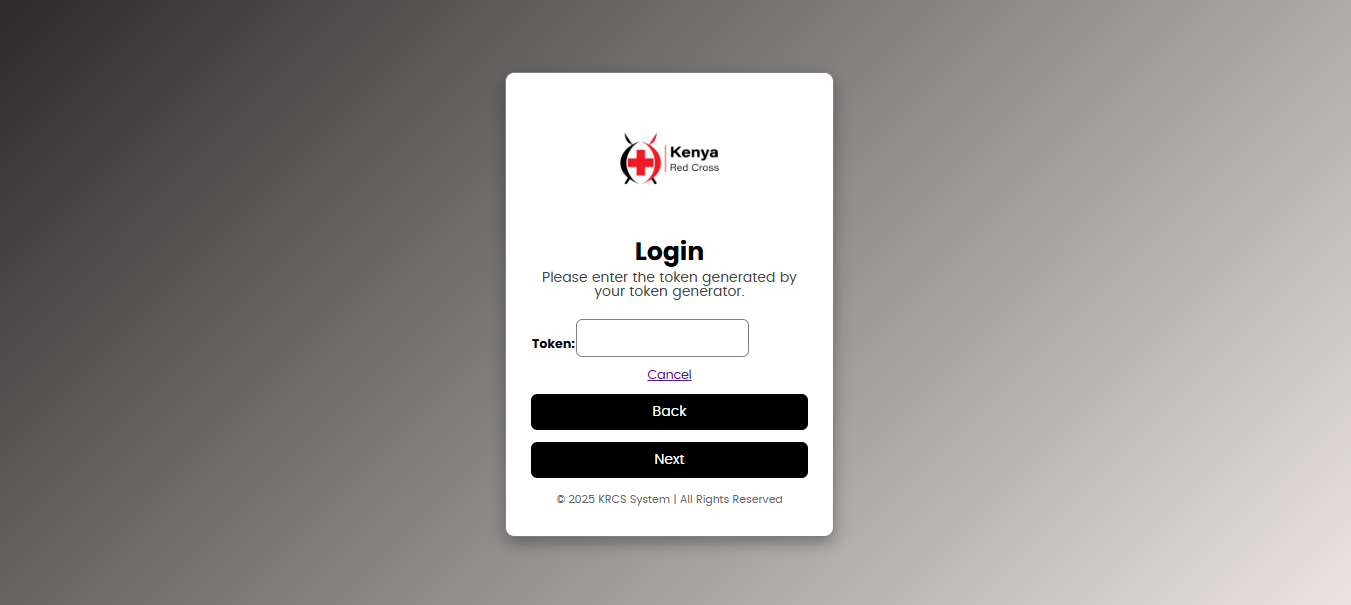 Kenya
Red Cross
Login
Please enter the token generated by
your token generator.
Token:
Cancel
Back
Next
© 2025 KRCS System | All Rights Reserved